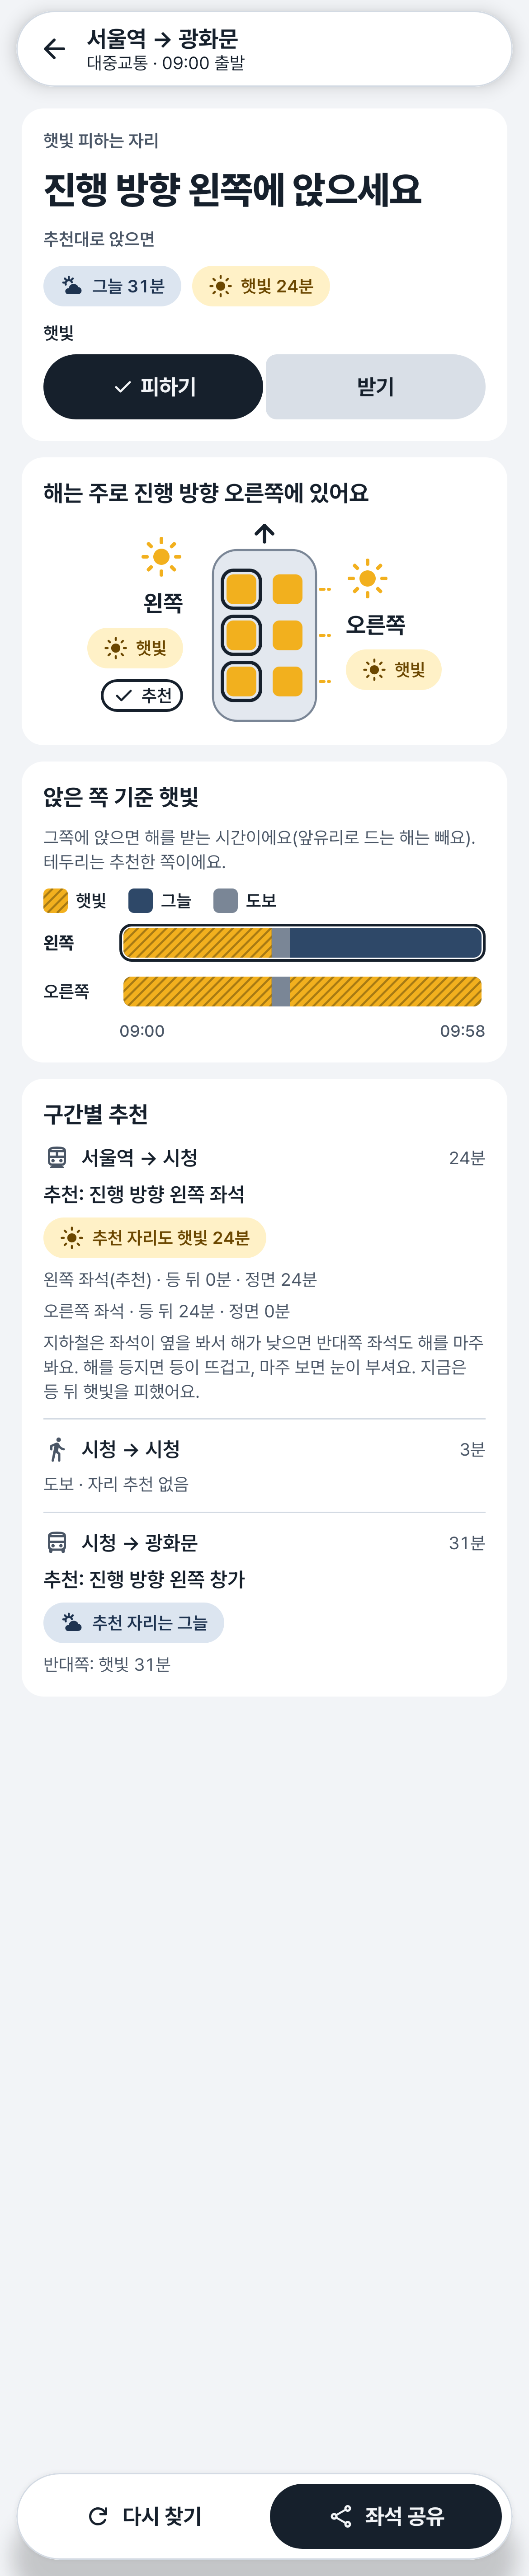 서울역 → 광화문
대중교통 · 09:00 출발
햇빛 피하는 자리
진행 방향 왼쪽에 앉으세요
추천대로 앉으면
그늘 31분
햇빛 24분
햇빛
피하기
받기
해는 주로 진행 방향 오른쪽에 있어요
왼쪽
햇빛
추천
오른쪽
햇빛
앉은 쪽 기준 햇빛
그쪽에 앉으면 해를 받는 시간이에요(앞유리로 드는 해는 빼요).
테두리는 추천한 쪽이에요.
햇빛
그늘
도보
왼쪽
오른쪽
09:00
09:58
구간별 추천
서울역 → 시청
24분
추천: 진행 방향 왼쪽 좌석
추천 자리도 햇빛 24분
왼쪽 좌석(추천) · 등 뒤 0분 · 정면 24분
오른쪽 좌석 · 등 뒤 24분 · 정면 0분
지하철은 좌석이 옆을 봐서 해가 낮으면 반대쪽 좌석도 해를 마주
봐요. 해를 등지면 등이 뜨겁고, 마주 보면 눈이 부셔요. 지금은
등 뒤 햇빛을 피했어요.
시청 → 시청
3분
도보 · 자리 추천 없음
시청 → 광화문
31분
추천: 진행 방향 왼쪽 창가
추천 자리는 그늘
반대쪽: 햇빛 31분
다시 찾기
좌석 공유